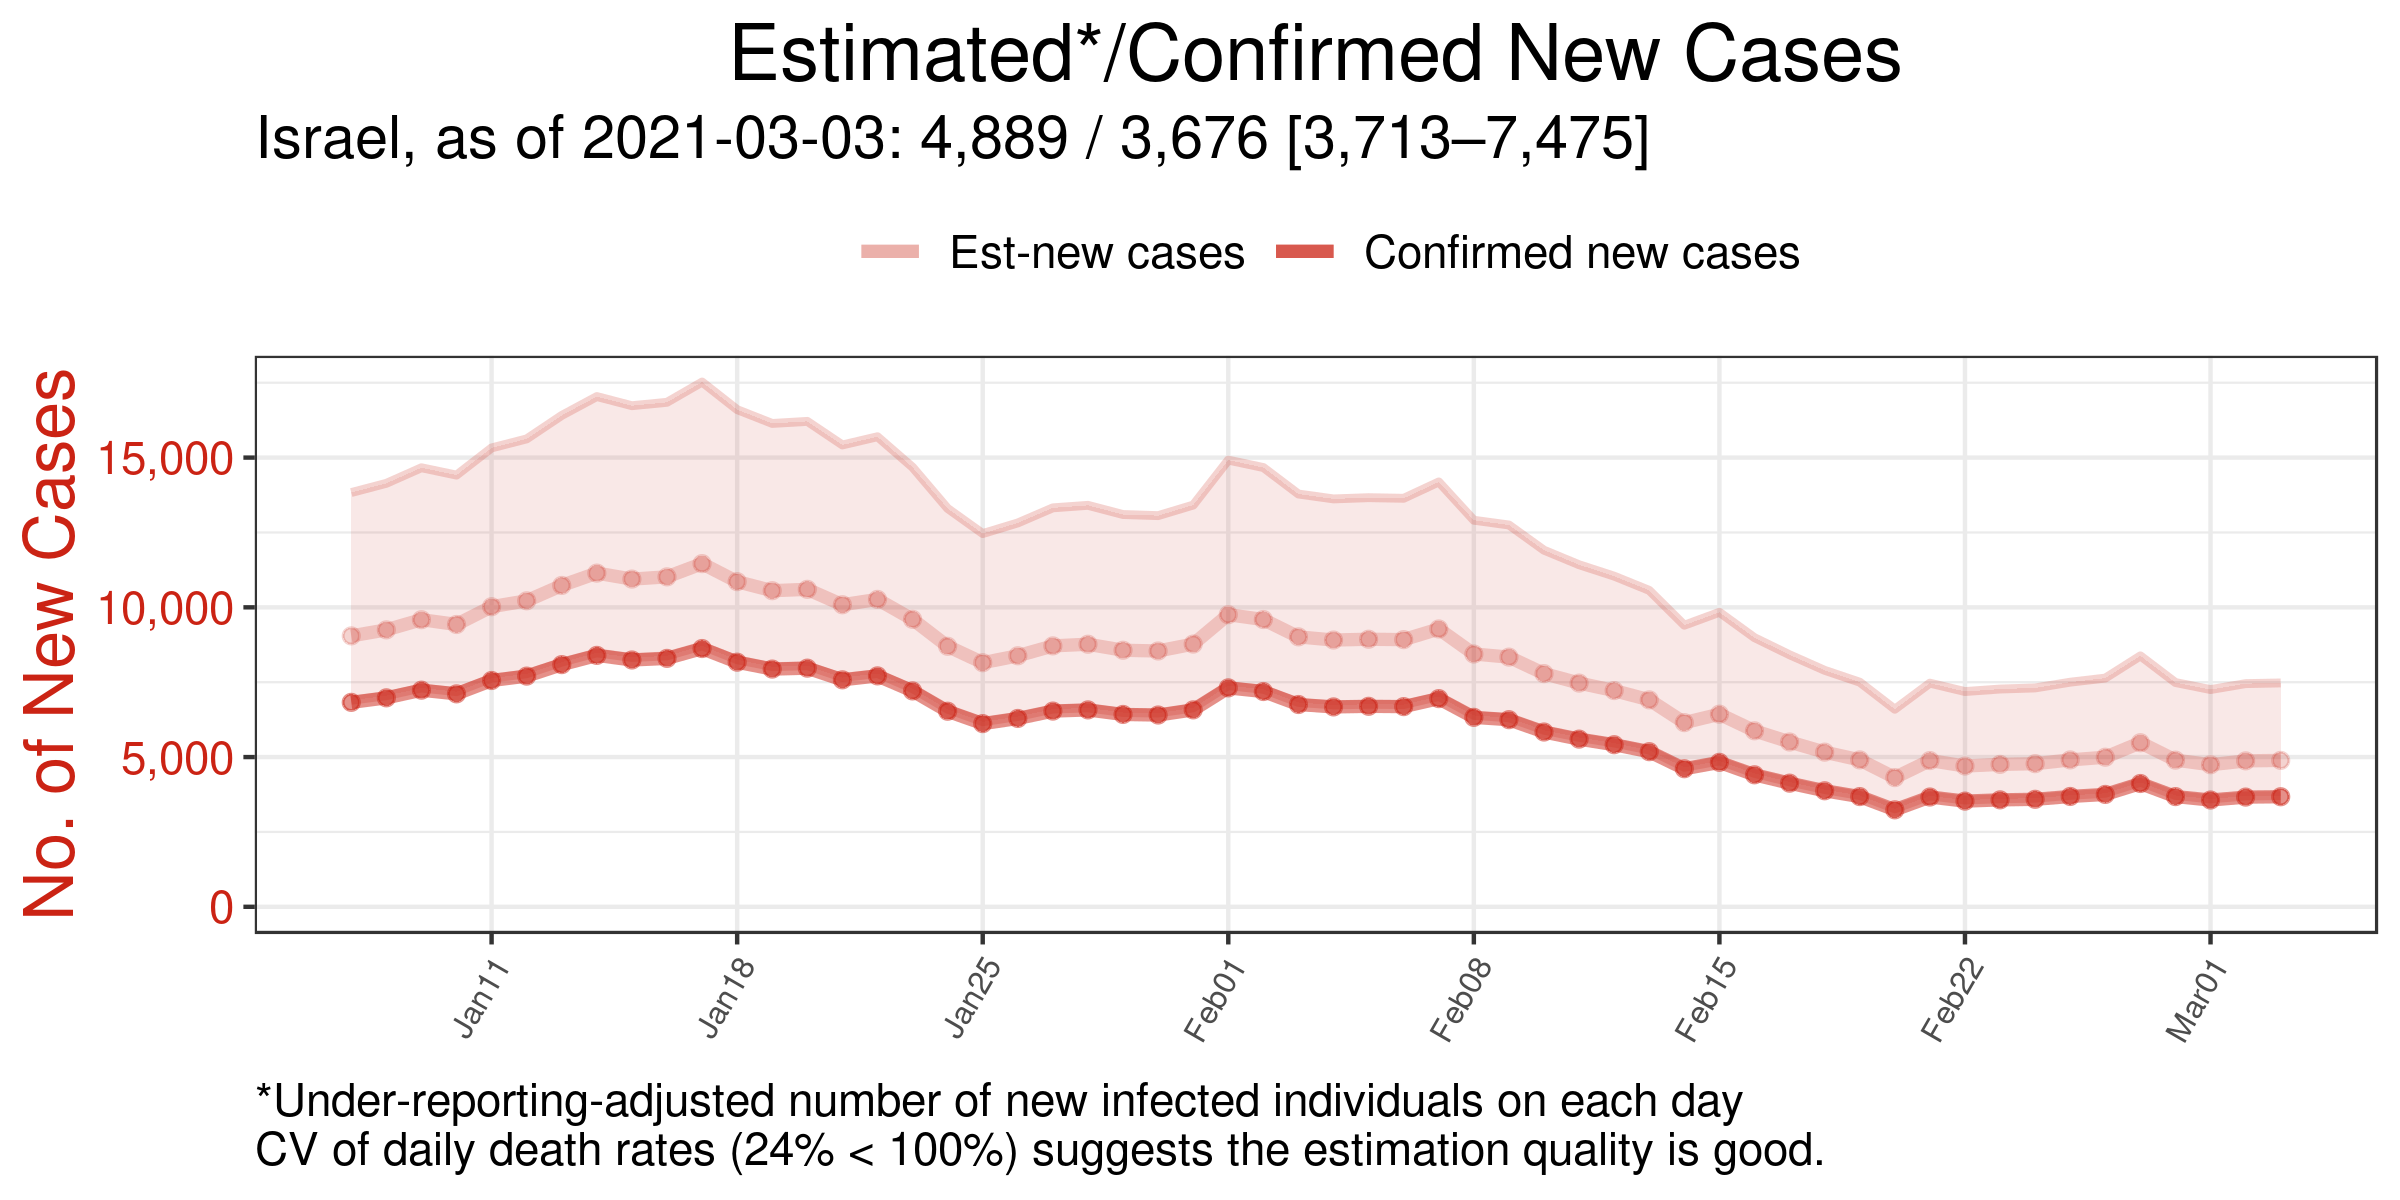 Estimated*/Confirmed New Cases
Israel, as of 2021-03-03: 4,889 / 3,676 [3,713–7,475]
Est-new cases
Confirmed new cases
No. of New Cases
15,000
10,000
5,000
0
Jan11
Jan18
Jan25
Feb01
Feb08
Feb15
Feb22
Mar01
*Under-reporting-adjusted number of new infected individuals on each day
CV of daily death rates (24% < 100%) suggests the estimation quality is good.